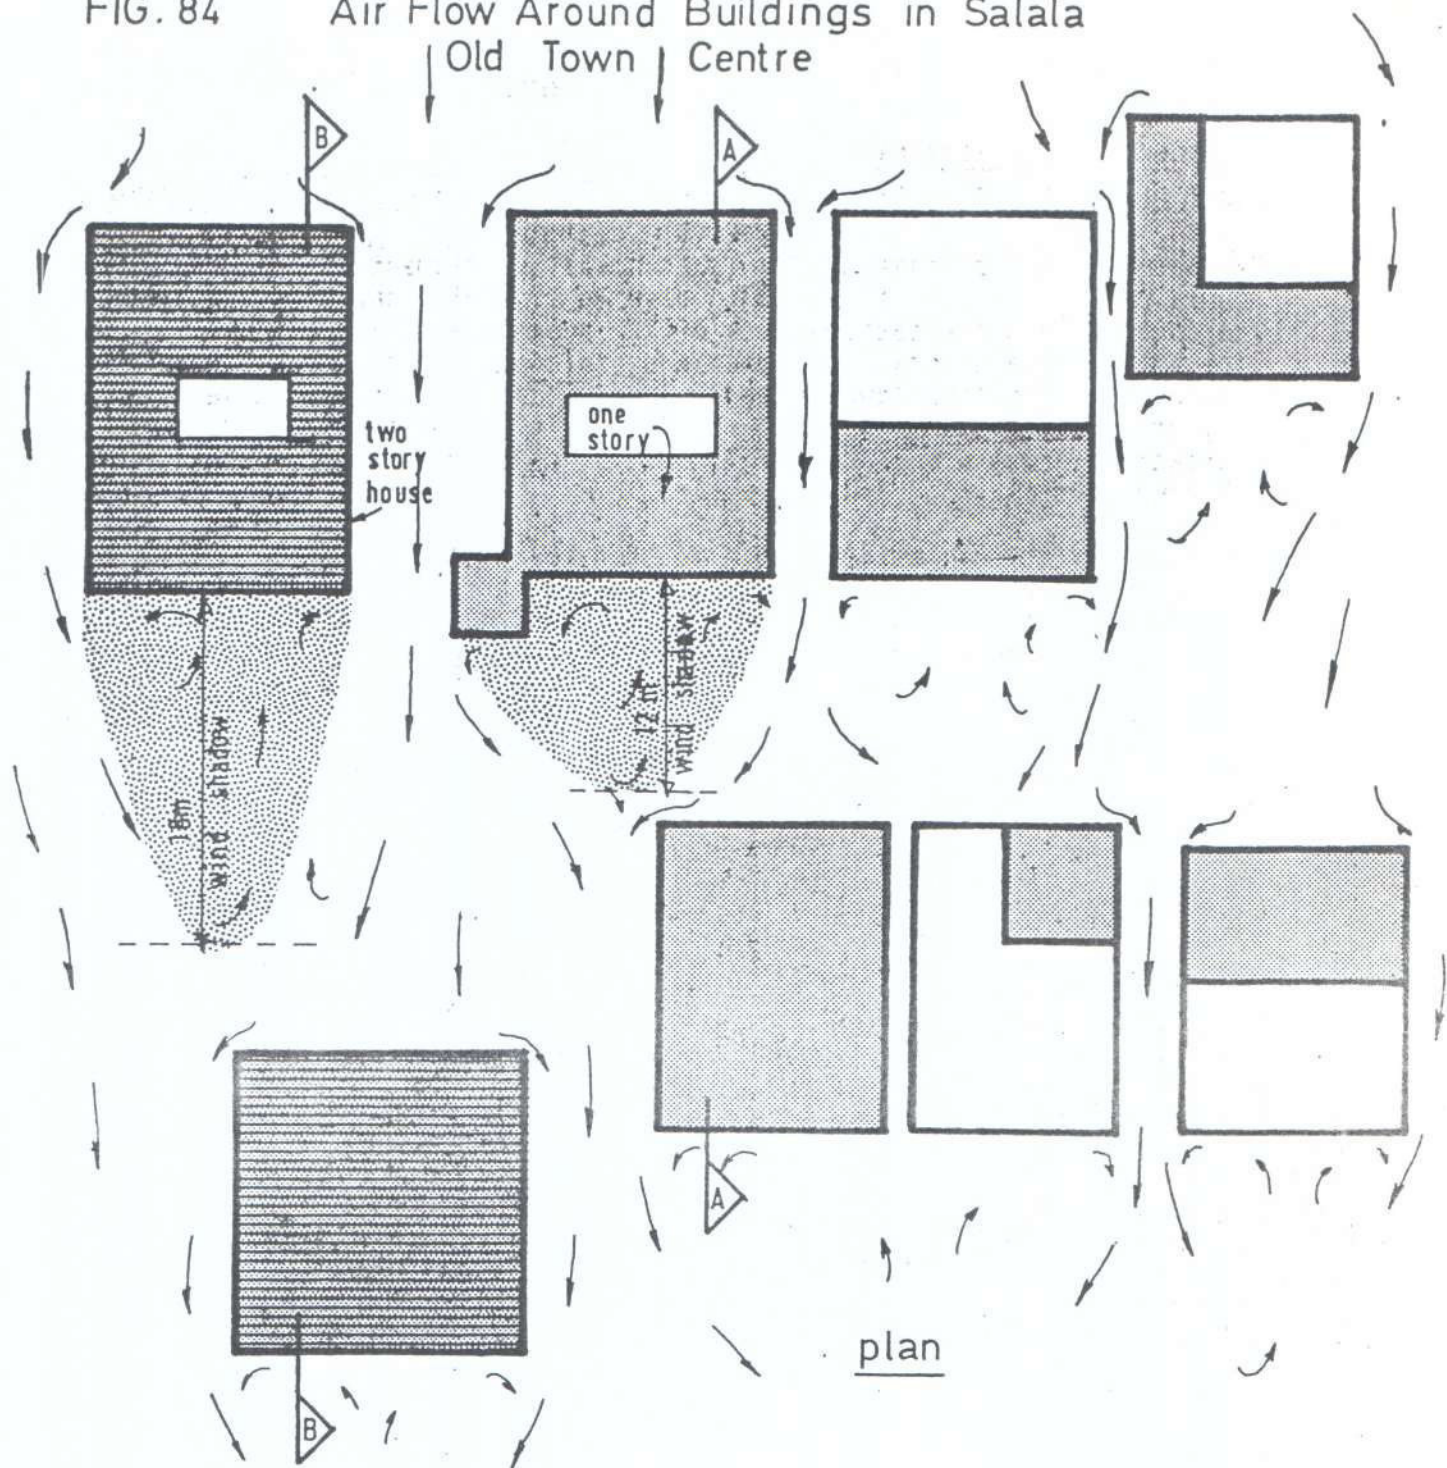 FIG. 84 Air Flow Around Buildings in Salala
Old Town Centre
B
A
one
story
two
story
house
12 m
wind shadow
18m
wind shadow
A
plan
B